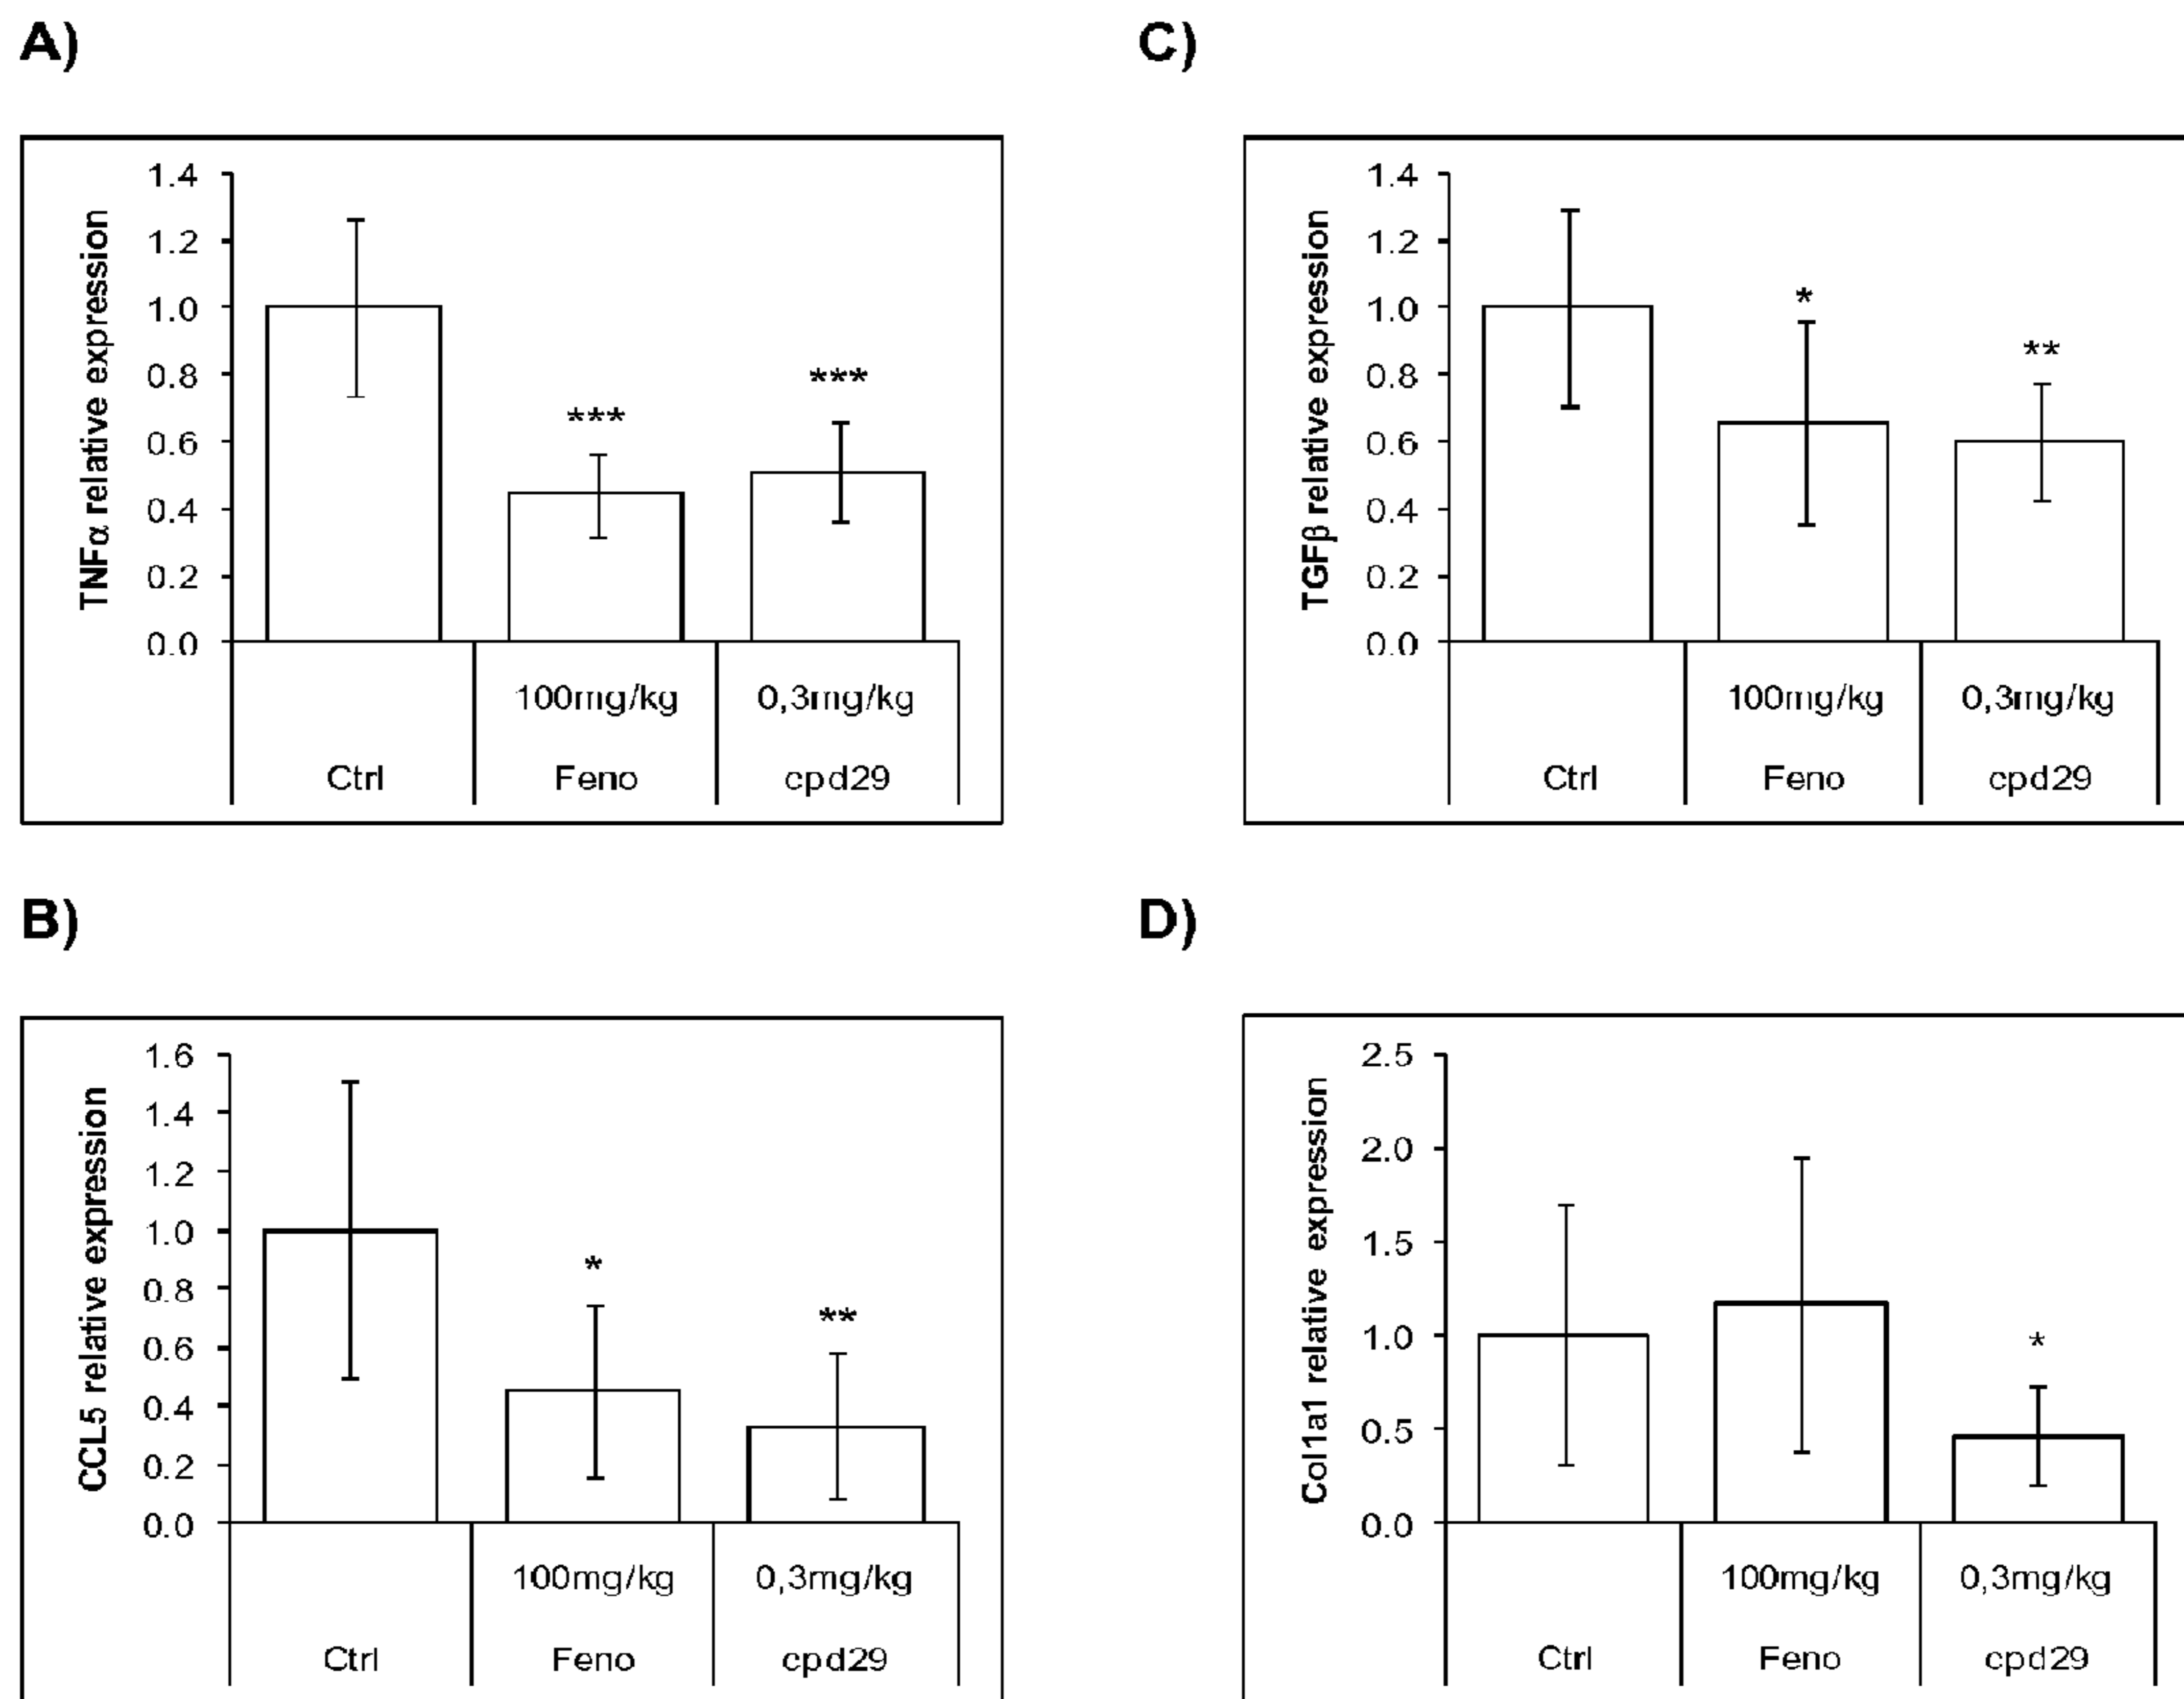 A)
TNFα relative expression
1.4
1.2
1.0
0.8
0.6
0.4
0.2
0.0
***
***
100mg/kg 0,3mg/kg
Ctrl Feno cpd29
C)
TGFβ relative expression
1.4
1.2
1.0
0.8
0.6
0.4
0.2
0.0
*
**
100mg/kg 0,3mg/kg
Ctrl Feno cpd29
B)
CCL5 relative expression
1.6
1.4
1.2
1.0
0.8
0.6
0.4
0.2
0.0
*
**
100mg/kg 0,3mg/kg
Ctrl Feno cpd29
D)
Col1a1 relative expression
2.5
2.0
1.5
1.0
0.5
0.0
*
100mg/kg 0,3mg/kg
Ctrl Feno cpd29